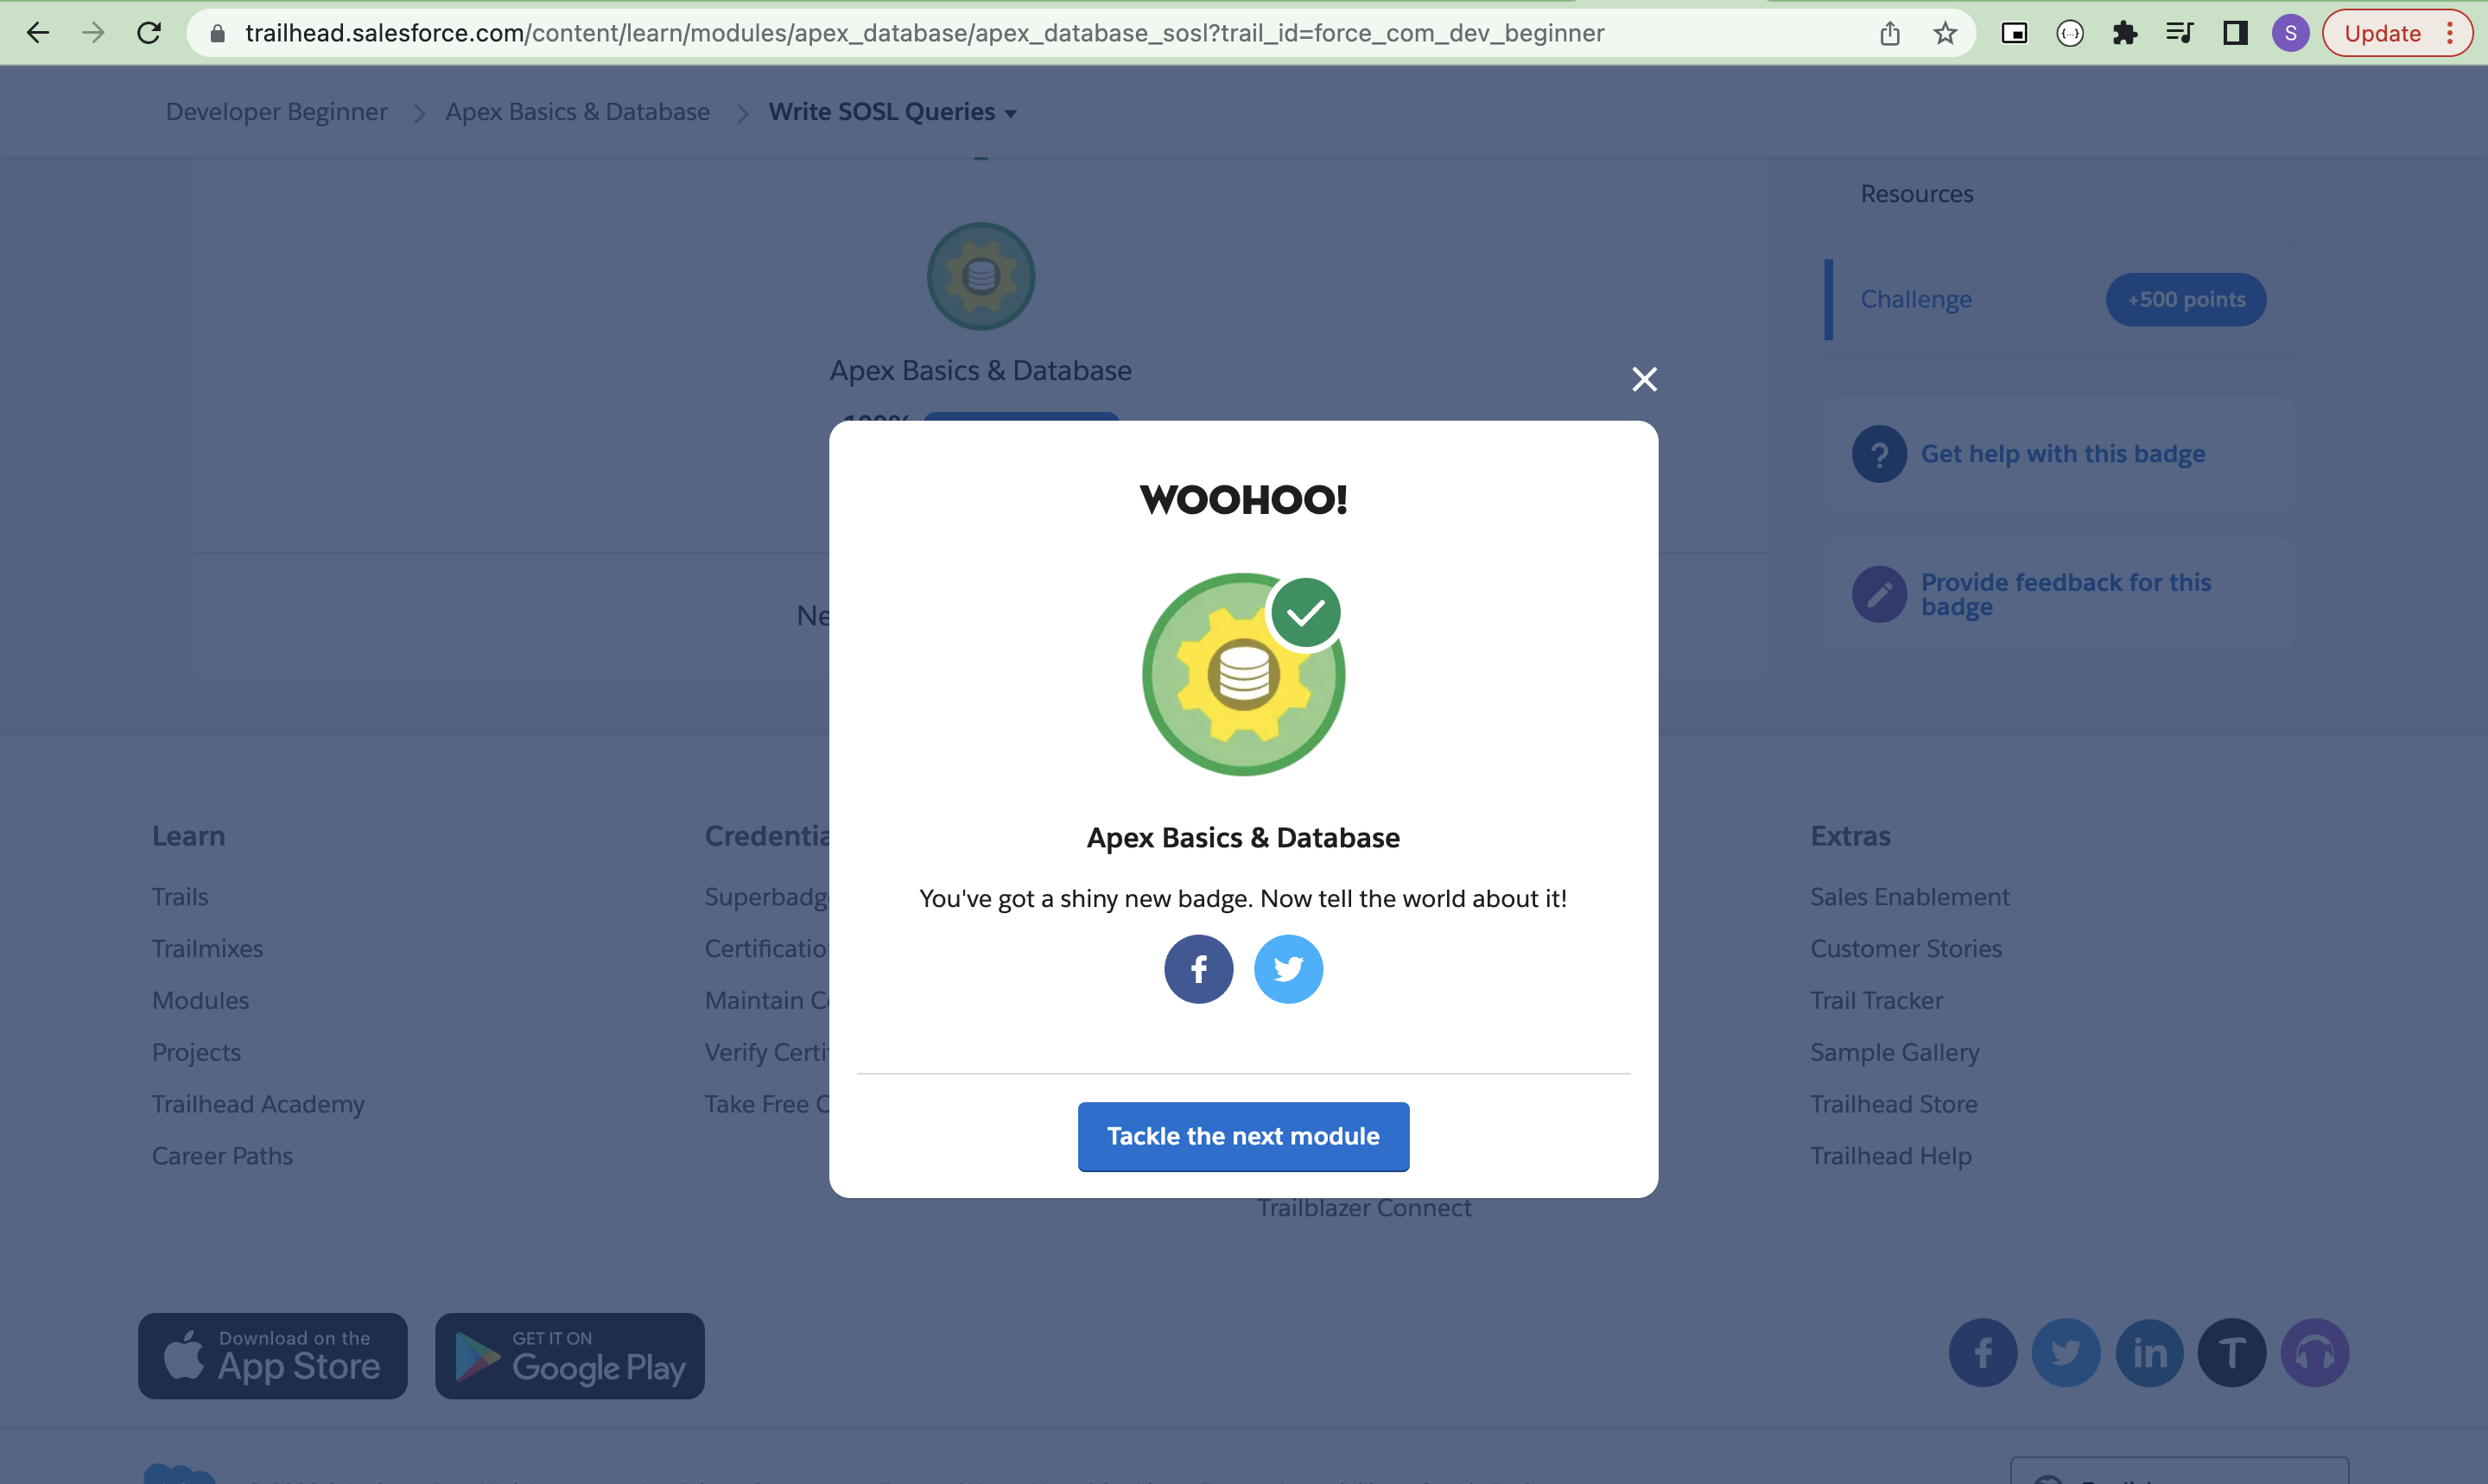 trailhead.salesforce.com/content/learn/modules/apex_database/apex_database_sosl?trail_id=force_com_dev_beginner
S
Update
Developer Beginner
Apex Basics & Database
Write SOSL Queries
Resources
Challenge
+500 points
Apex Basics & Database
100%
Get help with this badge
Provide feedback for this
badge
WOOHOO!
Apex Basics & Database
You've got a shiny new badge. Now tell the world about it!
Tackle the next module
Ne
Learn
Trails
Trailmixes
Modules
Projects
Trailhead Academy
Career Paths
Credentia
Superbadg
Certificatio
Maintain C
Verify Certi
Take Free C
Trailblazer Connect
Extras
Sales Enablement
Customer Stories
Trail Tracker
Sample Gallery
Trailhead Store
Trailhead Help
Download on the
App Store
GET IT ON
Google Play